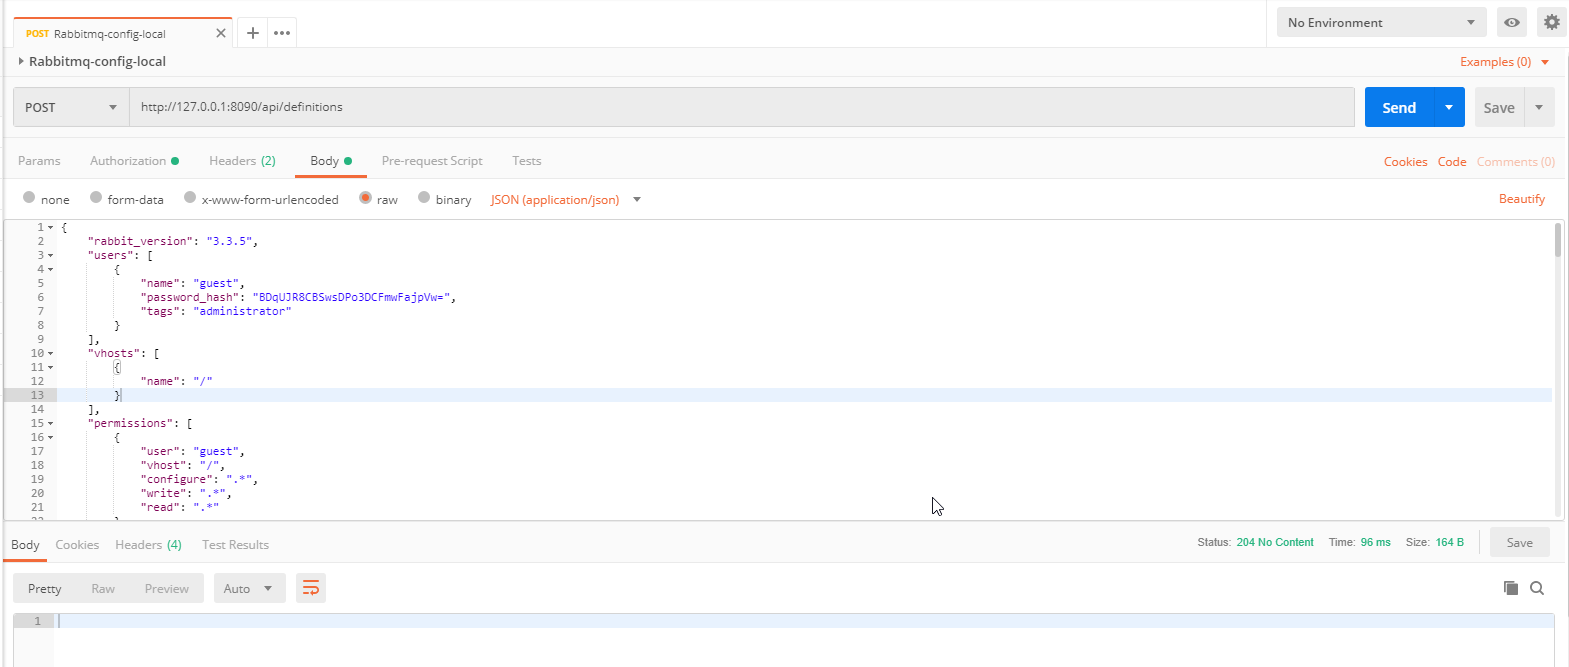 POST Rabbitmq-config-local
No Environment
Rabbitmq-config-local
Examples (0)
POST http://127.0.0.1:8090/api/definitions Send Save
Params Authorization Headers (2) Body Pre-request Script Tests Cookies Code Comments (0)
none form-data x-www-form-urlencoded raw binary JSON (application/json) Beautify
1 {
2 "rabbit_version": "3.3.5",
3 "users": [
4 {
5 "name": "guest",
6 "password_hash": "BDqUJR8CBSwsDPo3DCFmwFajpVw=",
7 "tags": "administrator"
8 }
9 ],
10 "vhosts": [
11 {
12 "name": "/"
13 }
14 ],
15 "permissions": [
16 {
17 "user": "guest",
18 "vhost": "/",
19 "configure": ".*",
20 "write": ".*",
21 "read": ".*"
22 }
Body Cookies Headers (4) Test Results Status: 204 No Content Time: 96 ms Size: 164 B Save
Pretty Raw Preview Auto
1